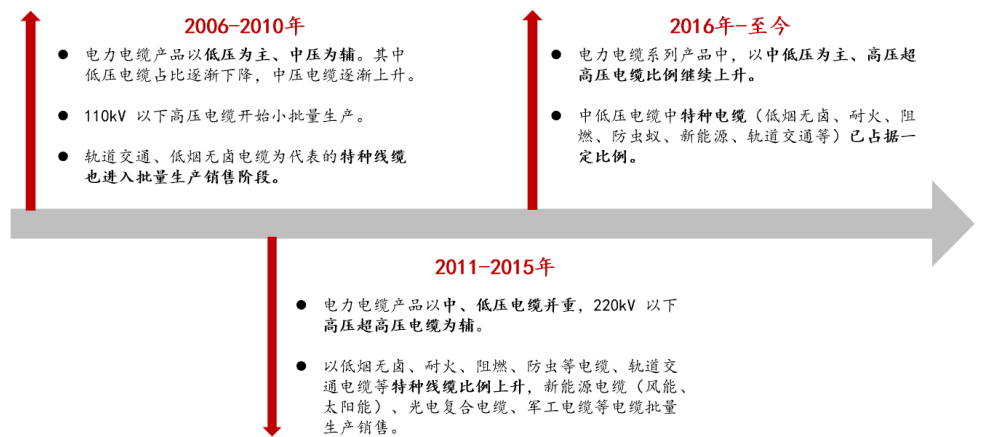 2006-2010年
● 电力电缆产品以低压为主、中压为辅。其中
低压电缆占比逐渐下降，中压电缆逐渐上升。
● 110kV 以下高压电缆开始小批量生产。
● 轨道交通、低烟无卤电缆为代表的特种线缆
也进入批量生产销售阶段。
2016年-至今
● 电力电缆系列产品中，以中低压为主、高压超
高压电缆比例继续上升。
● 中低压电缆中特种电缆（低烟无卤、耐火、阻
燃、防虫蚁、新能源、轨道交通等）已占据一
定比例。
2011-2015年
● 电力电缆产品以中、低压电缆并重，220kV 以下
高压超高压电缆为辅。
● 以低烟无卤、耐火、阻燃、防虫等电缆、轨道交
通电缆等特种线缆比例上升，新能源电缆（风能、
太阳能）、光电复合电缆、军工电缆等电缆批量
生产销售。